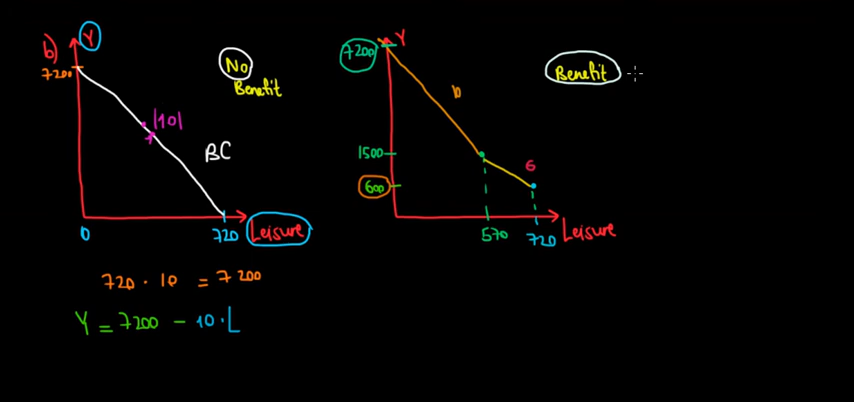 b)
Y
7200
No
Benefit
|10|
BC
0
720
Leisure
720 · 10 = 7200
Y = 7200 - 10 · L
Y
7200
Benefit
10
1500
6
600
570
720
Leisure